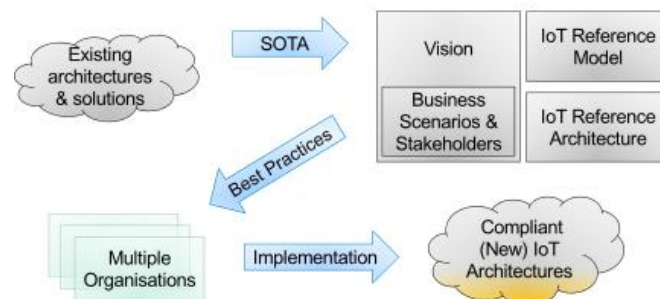 Existing
architectures
& solutions
SOTA
Vision
Business
Scenarios &
Stakeholders
IoT Reference
Model
IoT Reference
Architecture
Best Practices
Multiple
Organisations
Implementation
Compliant
(New) IoT
Architectures